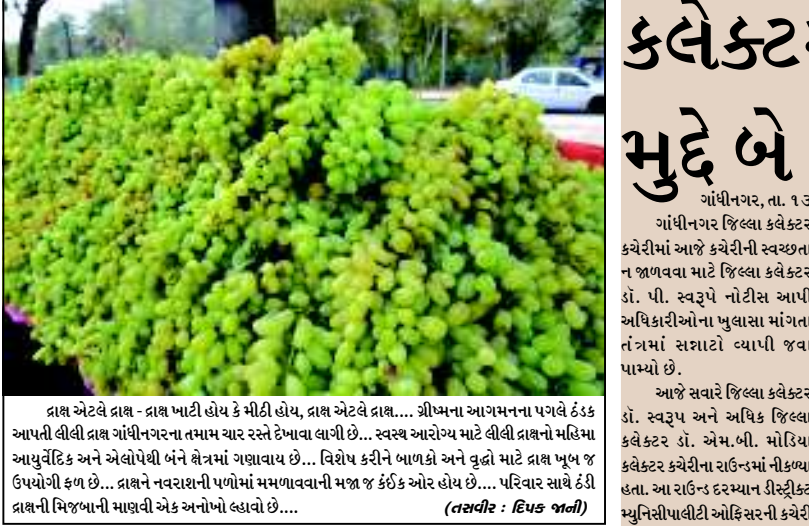 દ્રાક્ષ એટલે દ્રાક્ષ - દ્રાક્ષ ખાટી હોય કે મીઠી હોય, દ્રાક્ષ એટલે દ્રાક્ષ.... ગ્રીષ્મના આગમનના પગલે ઠંડક
આપતી લીલી દ્રાક્ષ ગાંધીનગરના તમામ ચાર રસ્તે દેખાવા લાગી છે... સ્વસ્થ આરોગ્ય માટે લીલી દ્રાક્ષનો મહિમા
આયુર્વેદિક અને એલોપેથી બંને ક્ષેત્રમાં ગણાવાય છે... વિશેષ કરીને બાળકો અને વૃદ્ધો માટે દ્રાક્ષ ખૂબ જ
ઉપયોગી ફળ છે... દ્રાક્ષને નવરાશની પળોમાં મમળાવવાની મજા જ કંઈક ઓર હોય છે.... પરિવાર સાથે ઠંડી
દ્રાક્ષની મિજબાની માણવી એક અનોખો લ્હાવો છે.... (તસવીર : દિપક જાની)
કલેક્ટર
મુદ્દે બે
ગાંધીનગર, તા. ૧૩
ગાંધીનગર જિલ્લા કલેક્ટર
કચેરીમાં આજે કચેરીની સ્વચ્છતા
ન જાળવવા માટે જિલ્લા કલેક્ટર
ડૉ. પી. સ્વરૂપે નોટીસ આપી
અધિકારીઓના ખુલાસા માંગતા
તંત્રમાં સન્નાટો વ્યાપી જવા
પામ્યો છે.
આજે સવારે જિલ્લા કલેક્ટર
ડૉ. સ્વરૂપ અને અધિક જિલ્લા
કલેક્ટર ડૉ. એમ.બી. મોડિયા
કલેક્ટર કચેરીના રાઉન્ડમાં નીકળ્યા
હતા. આ રાઉન્ડ દરમ્યાન ડીસ્ટ્રીક્ટ
મ્યુનિસીપાલીટી ઓફિસરની કચેરી